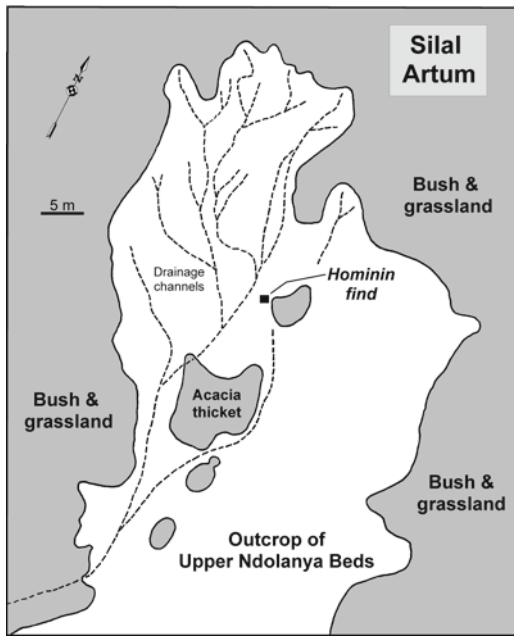 Silal
Artum
N
5 m
Bush &
grassland
Hominin
find
Drainage
channels
Acacia
thicket
Bush &
grassland
Bush &
grassland
Outcrop of
Upper Ndolanya Beds